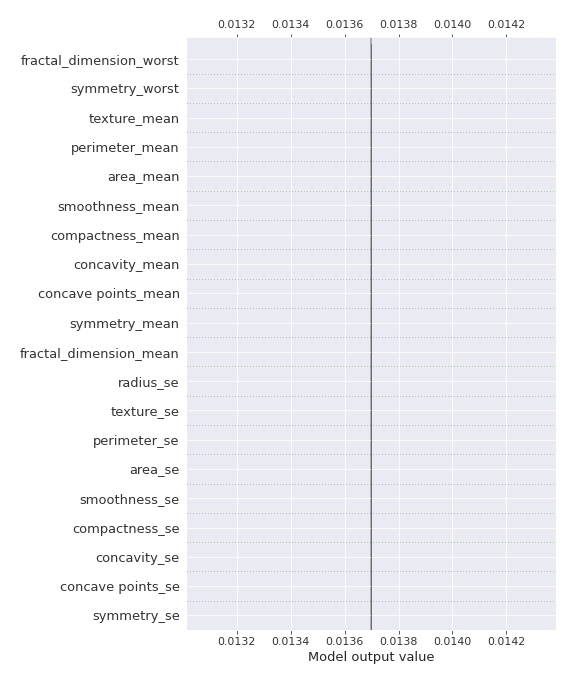 0.0132 0.0134 0.0136 0.0138 0.0140 0.0142
fractal_dimension_worst
symmetry_worst
texture_mean
perimeter_mean
area_mean
smoothness_mean
compactness_mean
concavity_mean
concave points_mean
symmetry_mean
fractal_dimension_mean
radius_se
texture_se
perimeter_se
area_se
smoothness_se
compactness_se
concavity_se
concave points_se
symmetry_se
0.0132 0.0134 0.0136 0.0138 0.0140 0.0142
Model output value